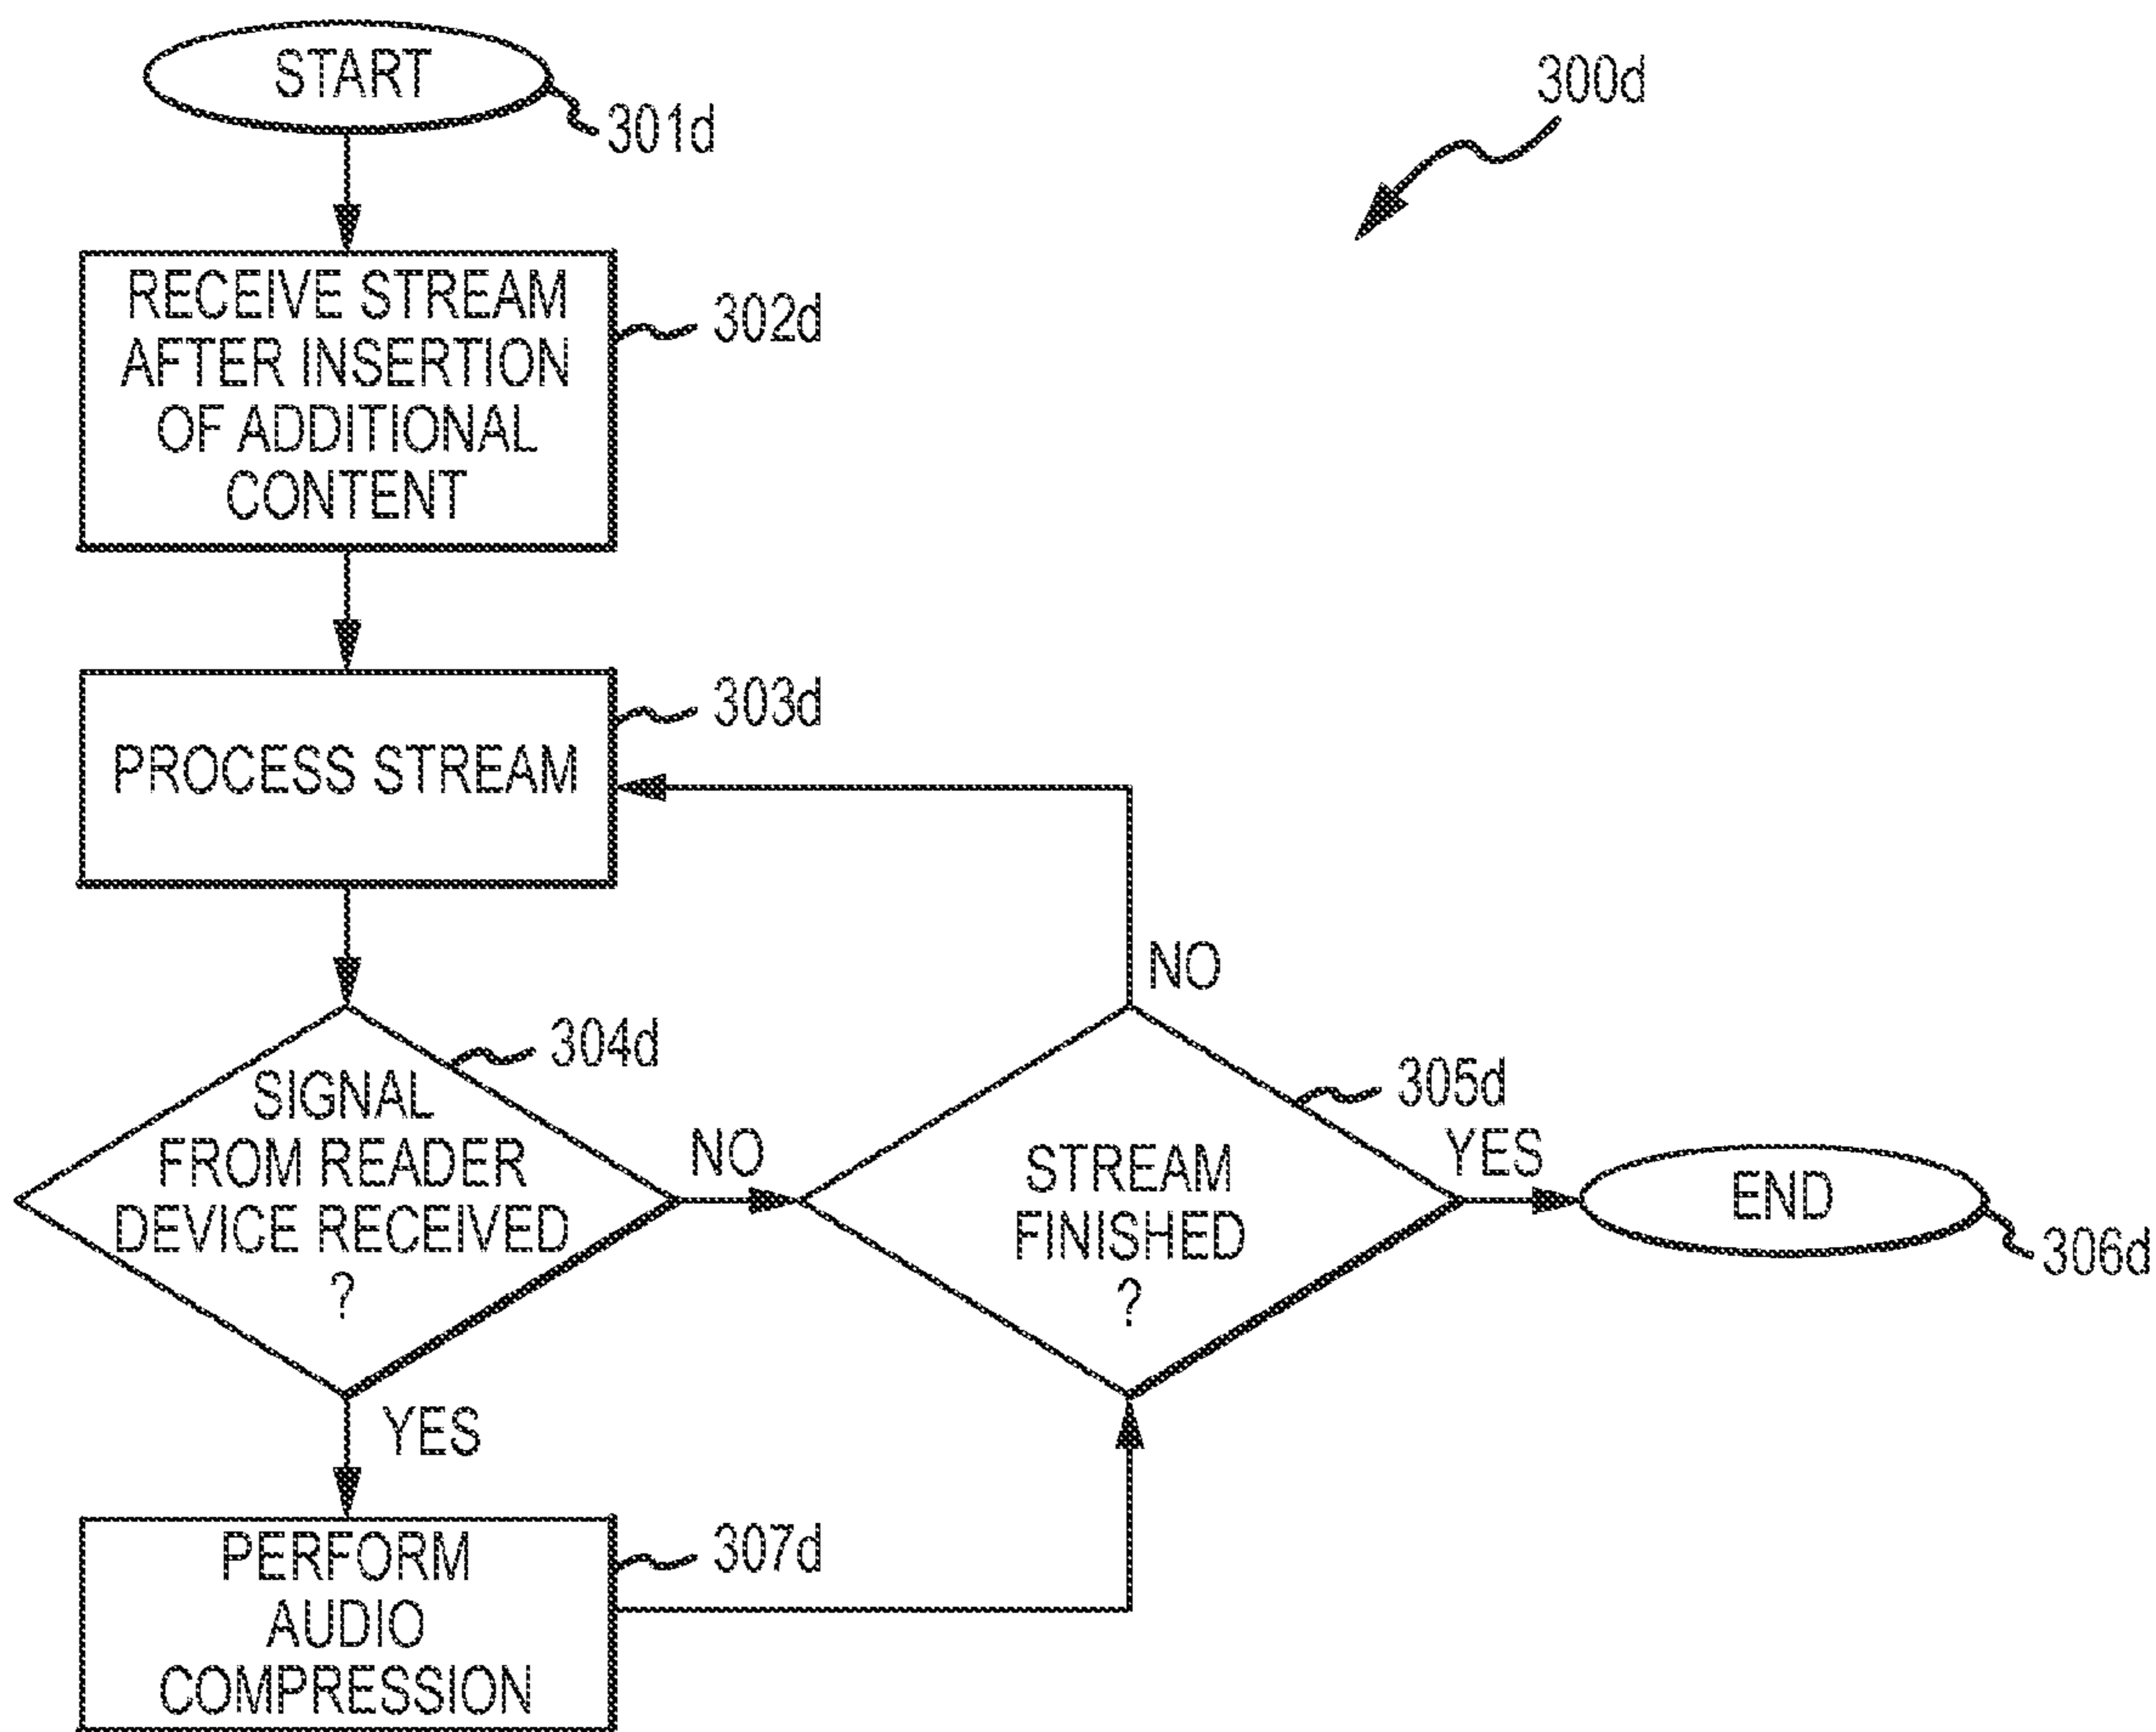 START
301d
300d
RECEIVE STREAM
AFTER INSERTION
OF ADDITIONAL
CONTENT
302d
PROCESS STREAM
303d
SIGNAL
FROM READER
DEVICE RECEIVED
?
304d
NO
YES
STREAM
FINISHED
?
305d
NO
YES
END
306d
PERFORM
AUDIO
COMPRESSION
307d